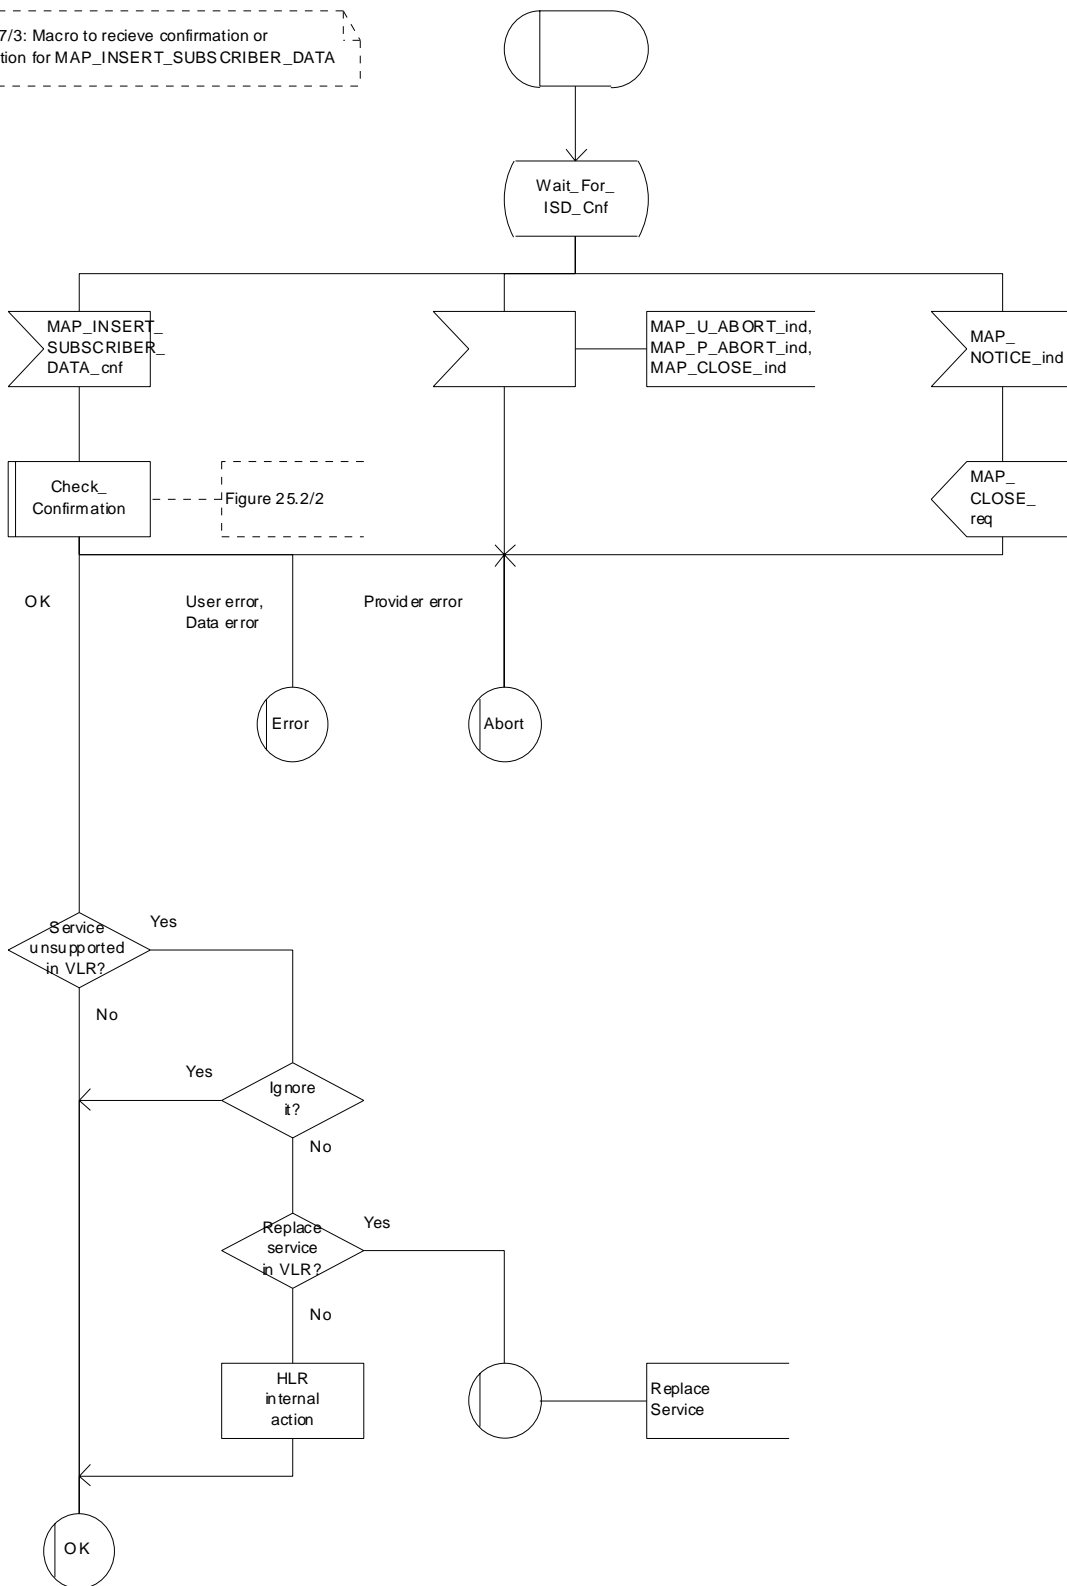 7/3: Macro to recieve confirmation or
tion for MAP_INSERT_SUBSCRIBER_DATA
Wait_For_
ISD_Cnf
MAP_INSERT_
SUBSCRIBER_
DATA_cnf
MAP_U_ABORT_ind,
MAP_P_ABORT_ind,
MAP_CLOSE_ind
MAP_
NOTICE_ind
Check_
Confirmation
Figure 25.2/2
MAP_
CLOSE_
req
OK
User error,
Data error
Provider error
Error
Abort
Service
unsupported
in VLR?
Yes
No
Yes
Ignore
it?
No
Replace
service
in VLR?
Yes
No
HLR
internal
action
Replace
Service
OK